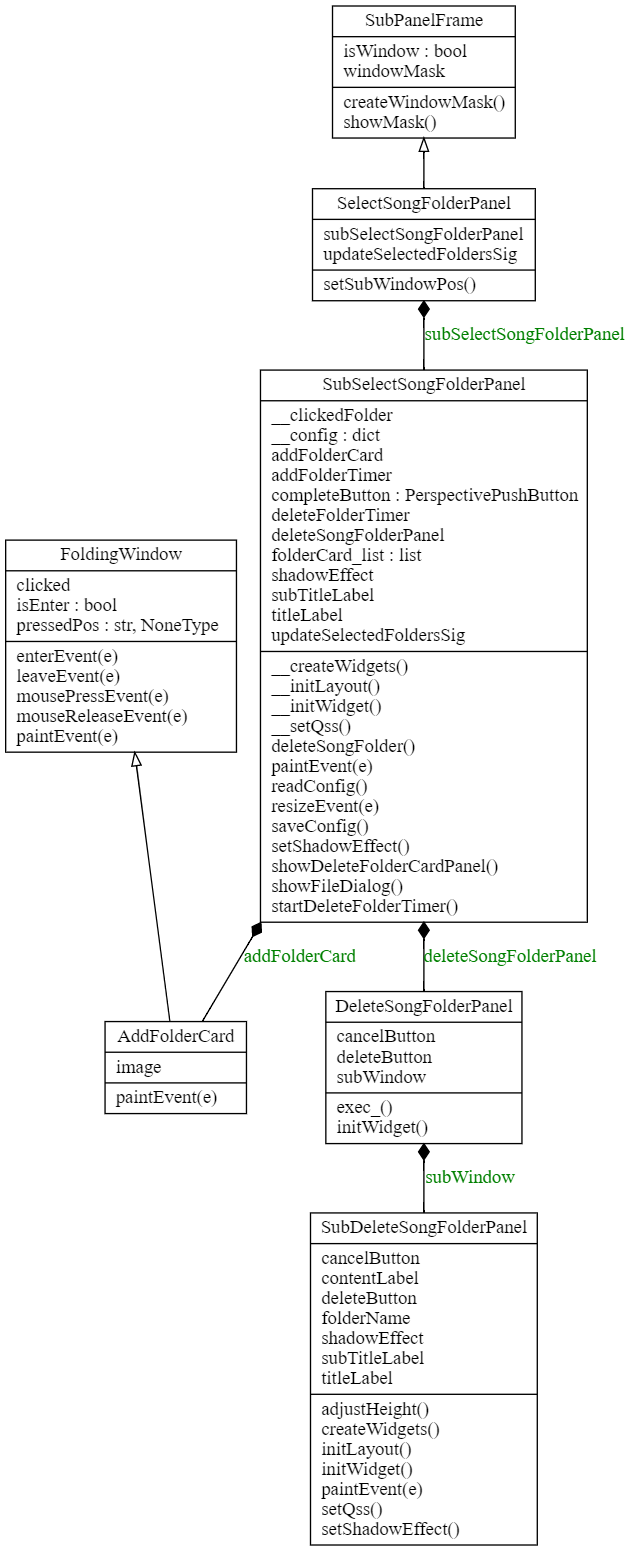 SubPanelFrame
isWindow : bool
windowMask
createWindowMask()
showMask()
SelectSongFolderPanel
subSelectSongFolderPanel
updateSelectedFoldersSig
setSubWindowPos()
subSelectSongFolderPanel
SubSelectSongFolderPanel
__clickedFolder
__config : dict
addFolderCard
addFolderTimer
completeButton : PerspectivePushButton
deleteFolderTimer
deleteSongFolderPanel
folderCard_list : list
shadowEffect
subTitleLabel
titleLabel
updateSelectedFoldersSig
__createWidgets()
__initLayout()
__initWidget()
__setQss()
deleteSongFolder()
paintEvent(e)
readConfig()
resizeEvent(e)
saveConfig()
setShadowEffect()
showDeleteFolderCardPanel()
showFileDialog()
startDeleteFolderTimer()
FoldingWindow
clicked
isEnter : bool
pressedPos : str, NoneType
enterEvent(e)
leaveEvent(e)
mousePressEvent(e)
mouseReleaseEvent(e)
paintEvent(e)
addFolderCard
deleteSongFolderPanel
AddFolderCard
image
paintEvent(e)
DeleteSongFolderPanel
cancelButton
deleteButton
subWindow
exec_()
initWidget()
subWindow
SubDeleteSongFolderPanel
cancelButton
contentLabel
deleteButton
folderName
shadowEffect
subTitleLabel
titleLabel
adjustHeight()
createWidgets()
initLayout()
initWidget()
paintEvent(e)
setQss()
setShadowEffect()